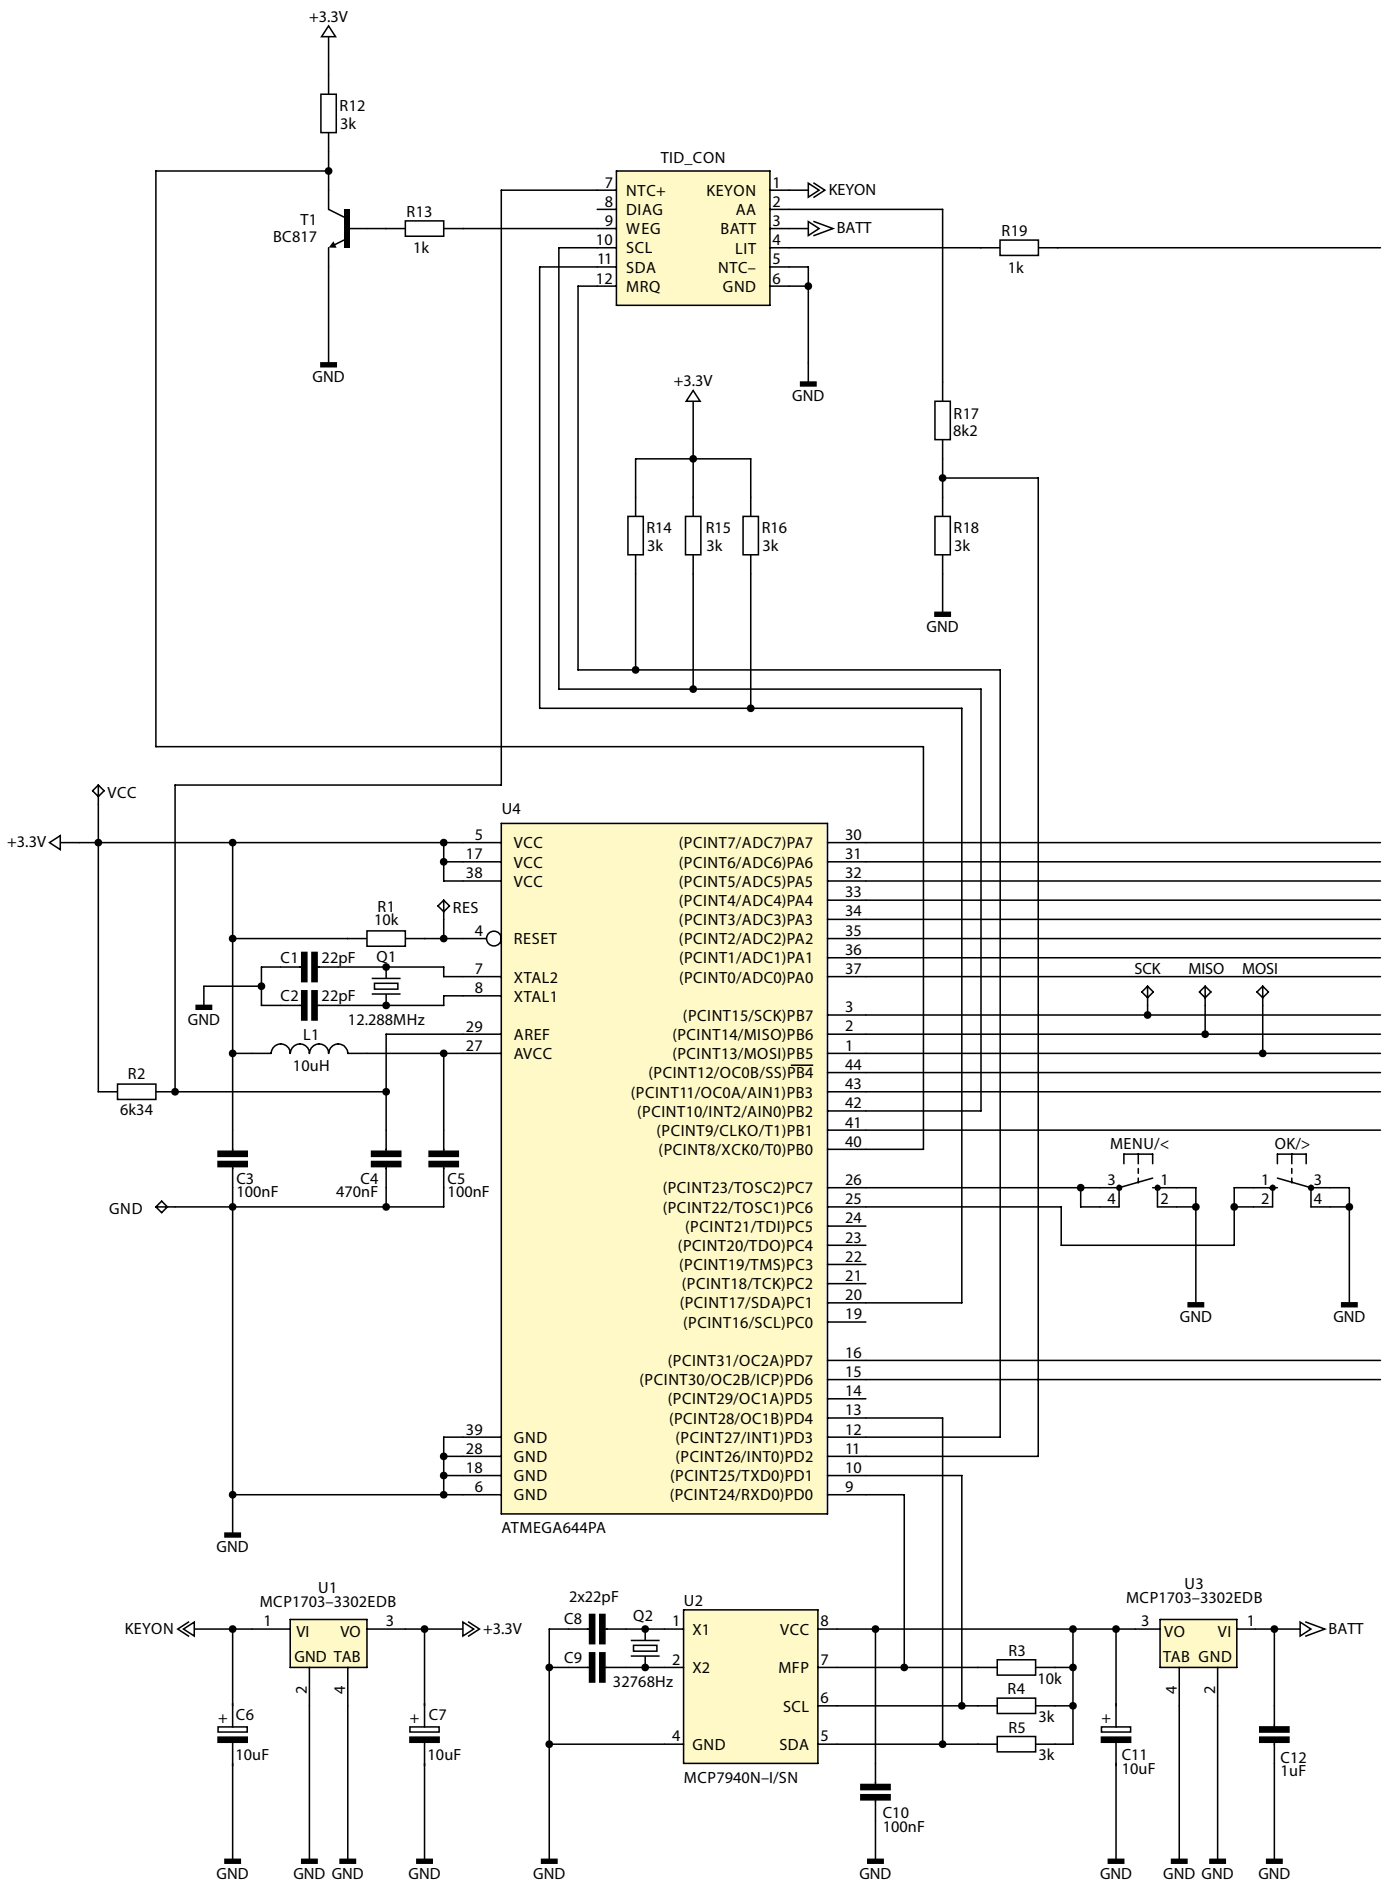 +3.3V
R12
3k
TID_CON
7 NTC+ KEYON 1 KEYON
8 DIAG AA 2
9 WEG BATT 3 BATT
10 SCL LIT 4
11 SDA NTC– 5
12 MRQ GND 6
T1
BC817
R13
1k
R19
1k
GND
GND
+3.3V
R17
8k2
R14
3k
R15
3k
R16
3k
R18
3k
GND
VCC
+3.3V
U4
5 VCC (PCINT7/ADC7)PA7 30
17 VCC (PCINT6/ADC6)PA6 31
38 VCC (PCINT5/ADC5)PA5 32
(PCINT4/ADC4)PA4 33
R1
10k
RES
(PCINT3/ADC3)PA3 34
4 RESET (PCINT2/ADC2)PA2 35
(PCINT1/ADC1)PA1 36
C1 22pF Q1
7 XTAL2 (PCINT0/ADC0)PA0 37
SCK MISO MOSI
C2 22pF
8 XTAL1
GND
12.288MHz
(PCINT15/SCK)PB7 3
29 AREF (PCINT14/MISO)PB6 2
L1
10uH
27 AVCC (PCINT13/MOSI)PB5 1
(PCINT12/OC0B/SS)PB4 44
R2
6k34
(PCINT11/OC0A/AIN1)PB3 43
(PCINT10/INT2/AIN0)PB2 42
(PCINT9/CLKO/T1)PB1 41
(PCINT8/XCK0/T0)PB0 40
MENU/< OK/>
C3
100nF
C4
470nF
C5
100nF
GND
(PCINT23/TOSC2)PC7 26
3 1 1 3
4 2 2 4
(PCINT22/TOSC1)PC6 25
(PCINT21/TDI)PC5 24
(PCINT20/TDO)PC4 23
(PCINT19/TMS)PC3 22
(PCINT18/TCK)PC2 21
(PCINT17/SDA)PC1 20
(PCINT16/SCL)PC0 19
GND GND
(PCINT31/OC2A)PD7 16
(PCINT30/OC2B/ICP)PD6 15
(PCINT29/OC1A)PD5 14
(PCINT28/OC1B)PD4 13
39 GND (PCINT27/INT1)PD3 12
28 GND (PCINT26/INT0)PD2 11
18 GND (PCINT25/TXD0)PD1 10
6 GND (PCINT24/RXD0)PD0 9
GND
ATMEGA644PA
U1
MCP1703–3302EDB
KEYON 1 VI VO 3 +3.3V
GND TAB
2 4
C6
+
10uF
C7
+
10uF
GND GND GND GND
2x22pF
C8 Q2
C9
32768Hz
U2
1 X1 VCC 8
2 X2 MFP 7
SCL 6
4 GND SDA 5
MCP7940N–I/SN
R3
10k
R4
3k
R5
3k
C10
100nF
GND GND
U3
MCP1703–3302EDB
3 VO VI 1 BATT
TAB GND
4 2
+
C11
10uF
C12
1uF
GND GND GND GND